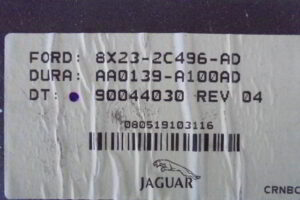 FORD: 8X23-2C496-AD
DURA: AA0139-A100AD
DT: 90044030 REV 04
080519103116
JAGUAR
CRNBC